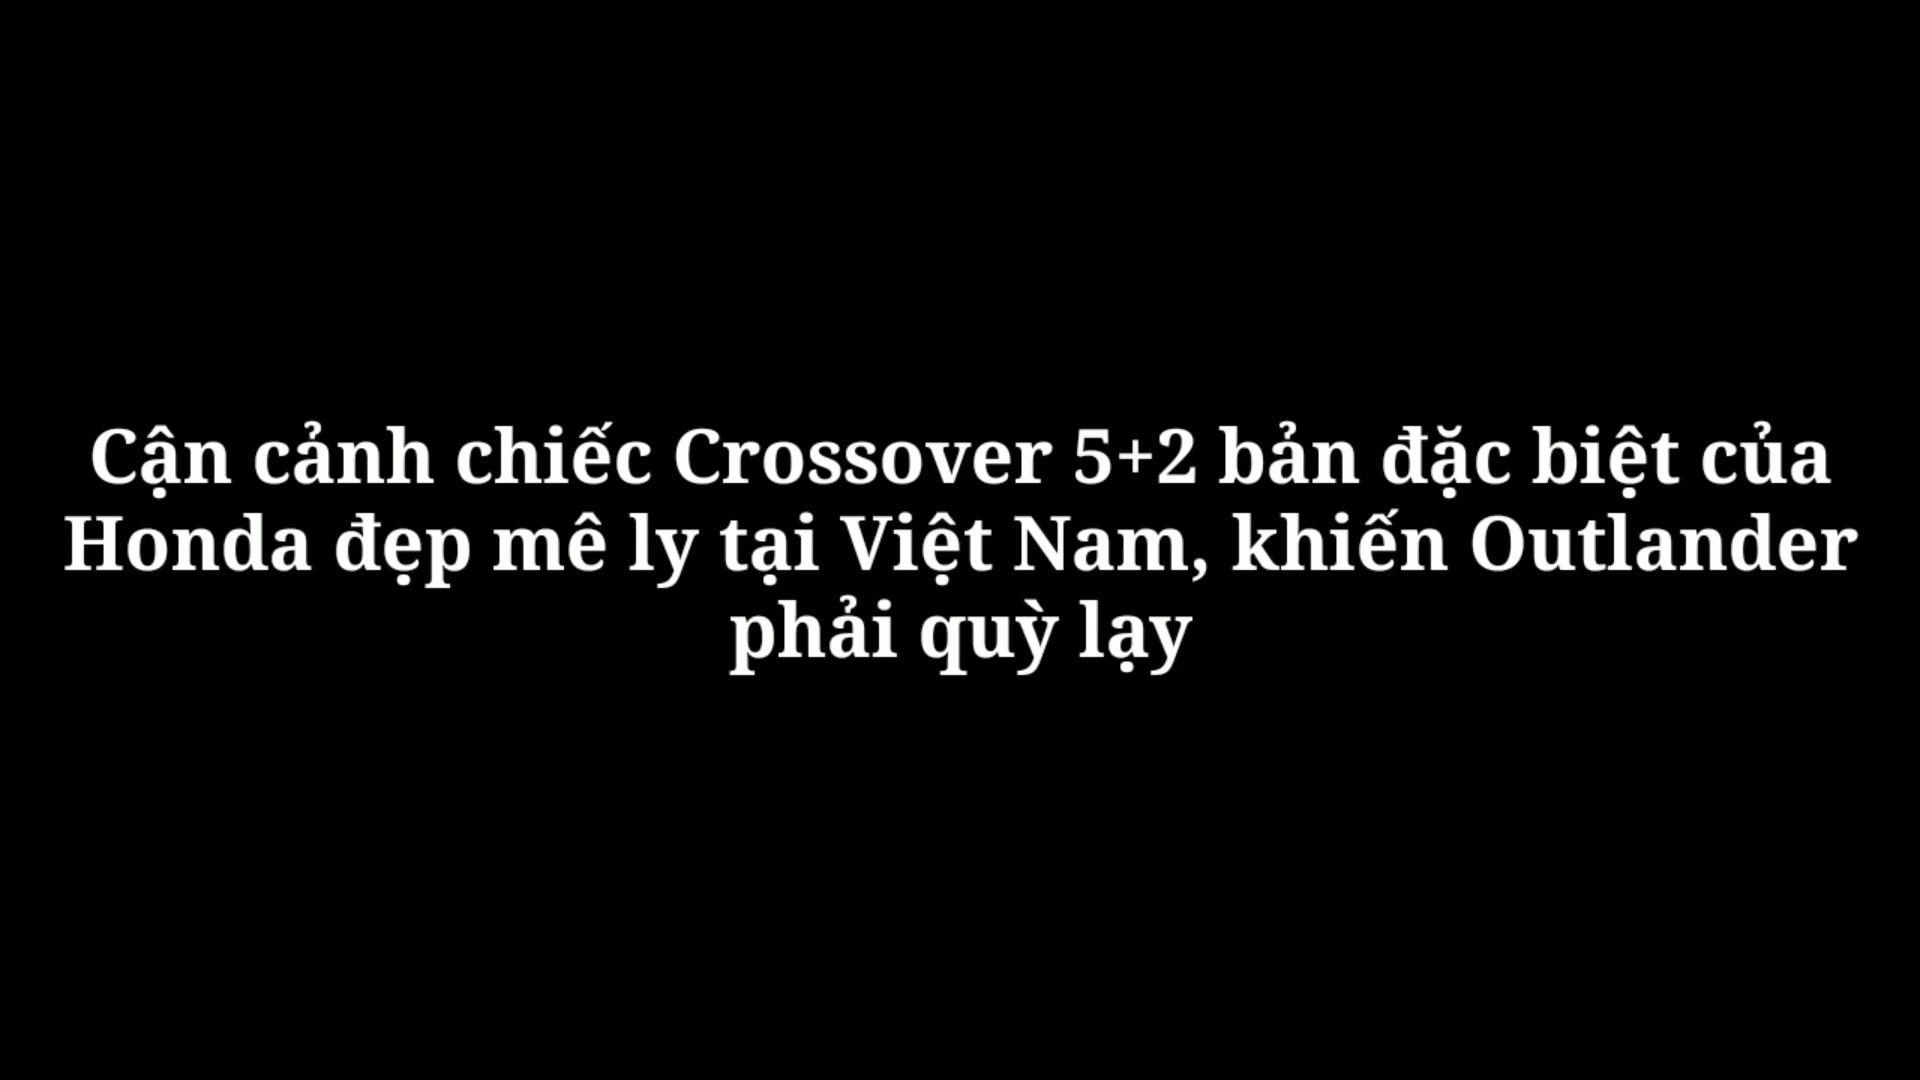 Cận cảnh chiếc Crossover 5+2 bản đặc biệt của
Honda đẹp mê ly tại Việt Nam, khiến Outlander
phải quỳ lạy